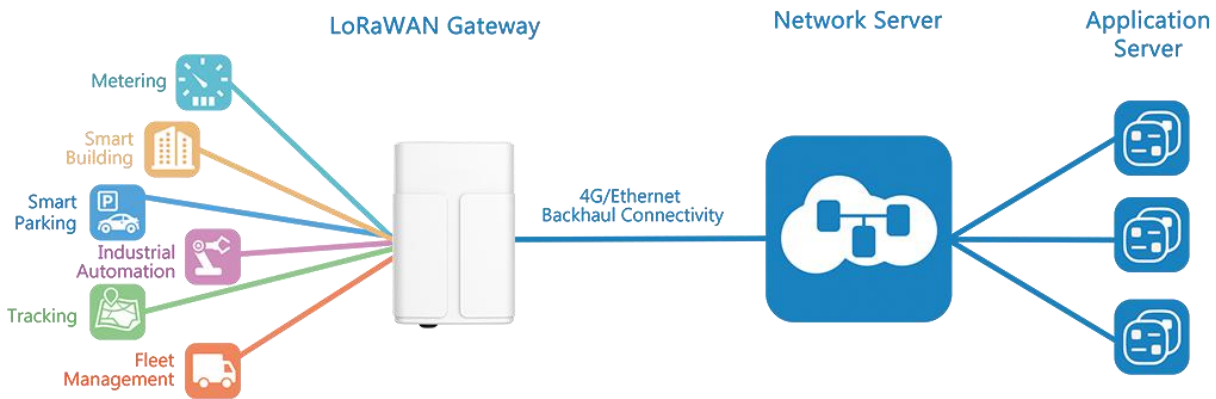 LoRaWAN Gateway
Network Server
Application
Server
Metering
Smart
Building
Smart
Parking
P
Industrial
Automation
Tracking
Fleet
Management
4G/Ethernet
Backhaul Connectivity